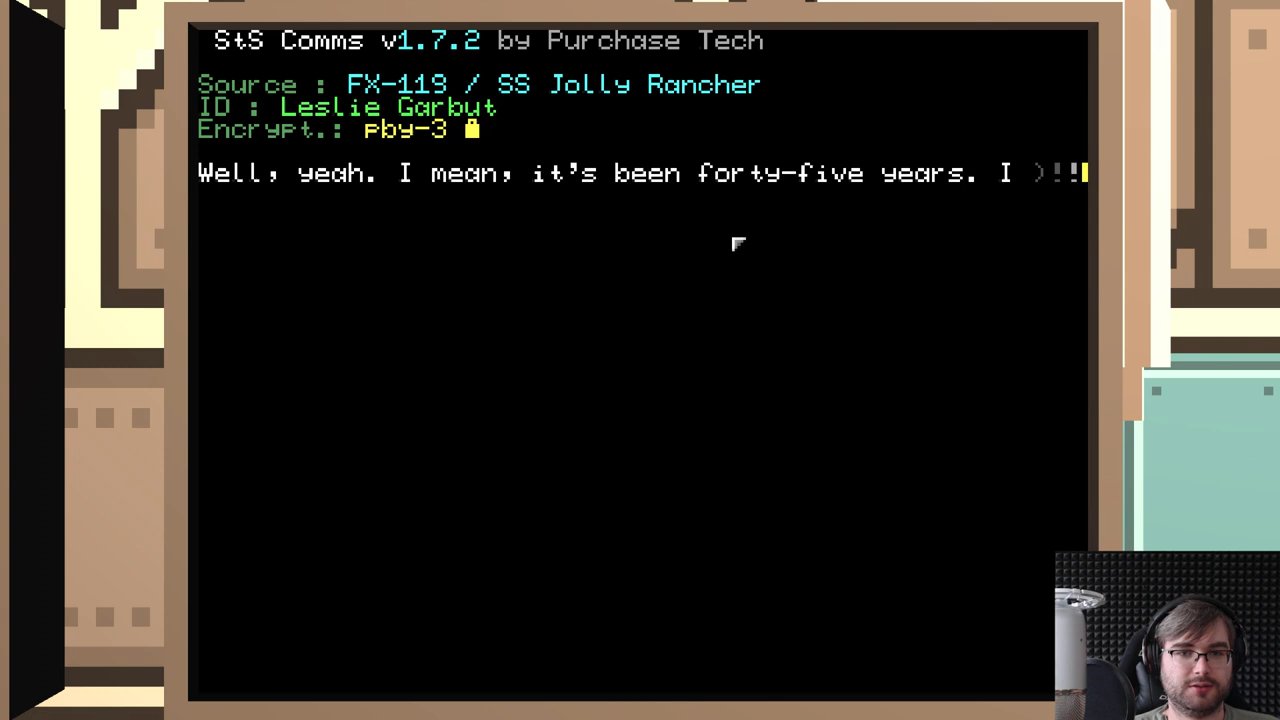 StS Comms v1.7.2 by Purchase Tech
Source : FX-119 / SS Jolly Rancher
ID : Leslie Garbut
Encrypt.: pby-3
Well, yeah. I mean, it's been forty-five years. I )!!